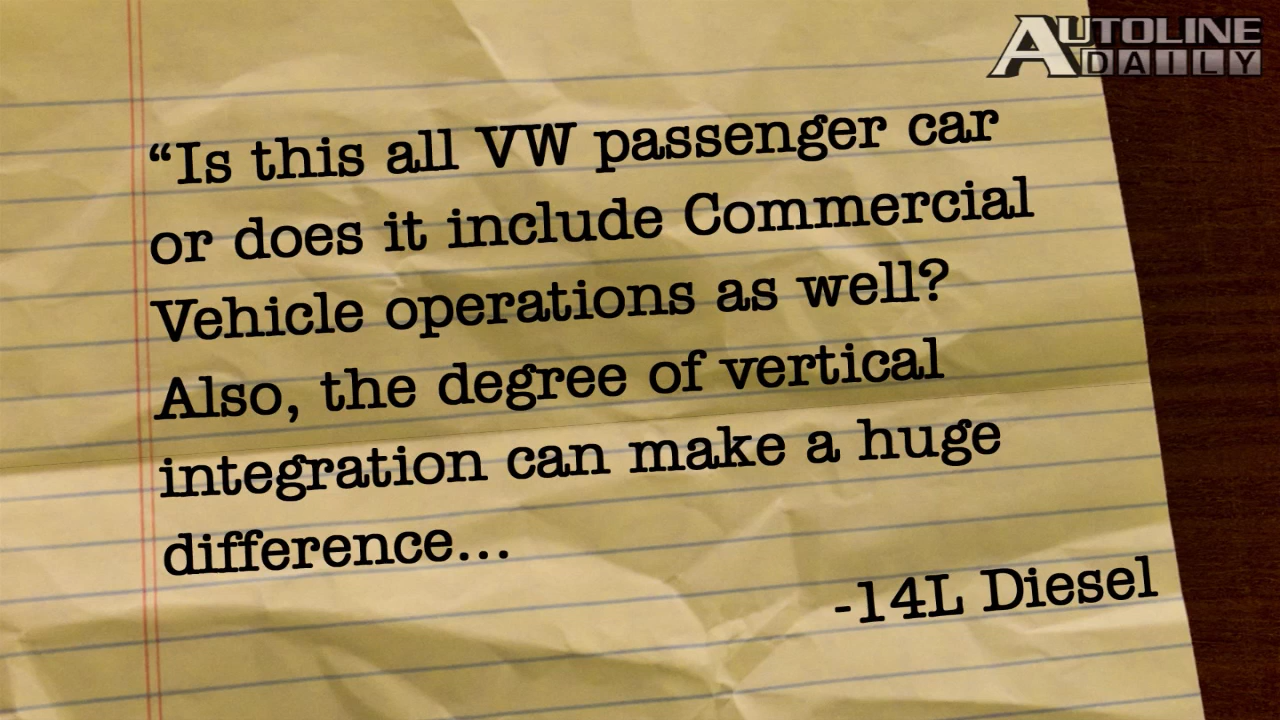 AUTOLINE
DAILY
“Is this all VW passenger car
or does it include Commercial
Vehicle operations as well?
Also, the degree of vertical
integration can make a huge
difference...
-14L Diesel